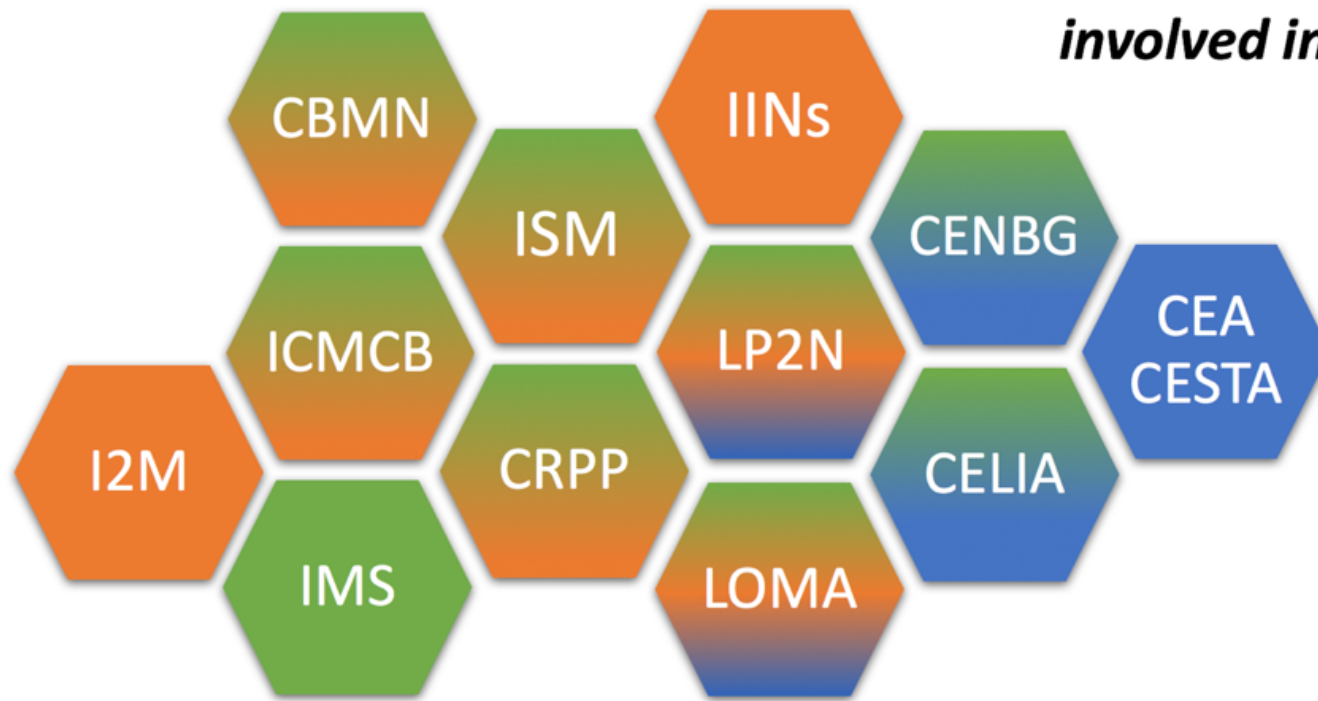 involved in
CBMN
IINs
ISM
CENBG
ICMCB
LP2N
CEA
CESTA
I2M
CRPP
CELIA
IMS
LOMA